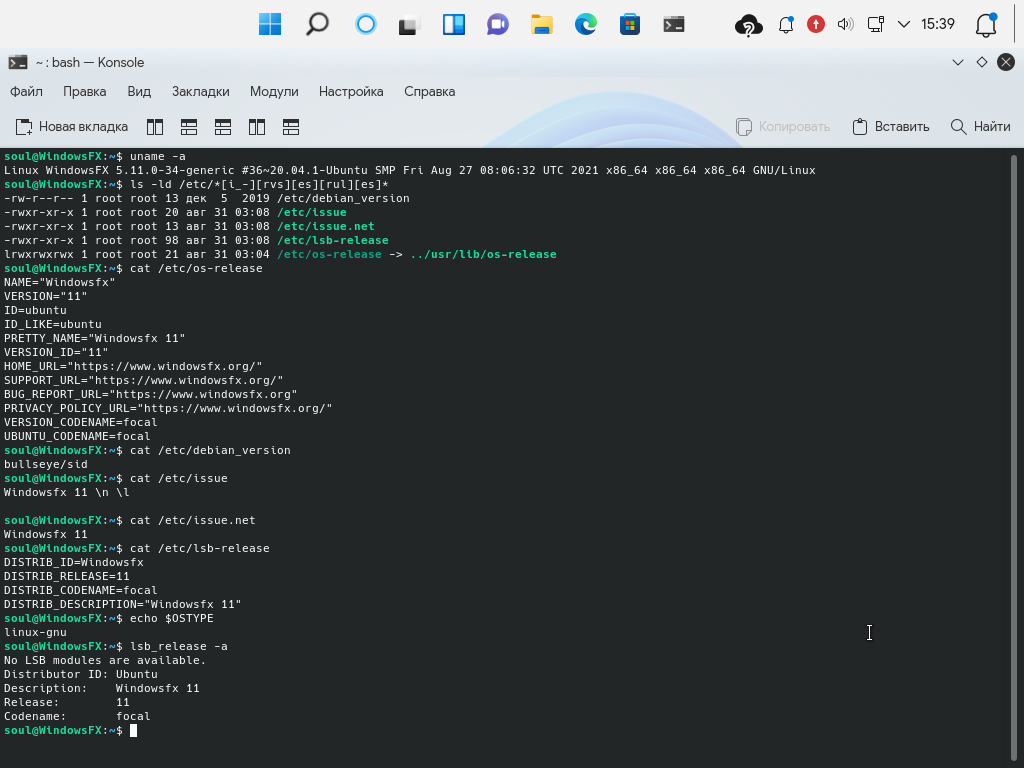 15:39
~ : bash — Konsole
Файл Правка Вид Закладки Модули Настройка Справка
Новая вкладка Копировать Вставить Найти
soul@WindowsFX:~$ uname -a
Linux WindowsFX 5.11.0-34-generic #36~20.04.1-Ubuntu SMP Fri Aug 27 08:06:32 UTC 2021 x86_64 x86_64 x86_64 GNU/Linux
soul@WindowsFX:~$ ls -ld /etc/*[i_-][rvs][es][rul][es]*
-rw-r--r-- 1 root root 13 дек  5  2019 /etc/debian_version
-rwxr-xr-x 1 root root 20 авг 31 03:08 /etc/issue
-rwxr-xr-x 1 root root 13 авг 31 03:08 /etc/issue.net
-rwxr-xr-x 1 root root 98 авг 31 03:08 /etc/lsb-release
lrwxrwxrwx 1 root root 21 авг 31 03:04 /etc/os-release -> ../usr/lib/os-release
soul@WindowsFX:~$ cat /etc/os-release
NAME="Windowsfx"
VERSION="11"
ID=ubuntu
ID_LIKE=ubuntu
PRETTY_NAME="Windowsfx 11"
VERSION_ID="11"
HOME_URL="https://www.windowsfx.org/"
SUPPORT_URL="https://www.windowsfx.org/"
BUG_REPORT_URL="https://www.windowsfx.org"
PRIVACY_POLICY_URL="https://www.windowsfx.org/"
VERSION_CODENAME=focal
UBUNTU_CODENAME=focal
soul@WindowsFX:~$ cat /etc/debian_version
bullseye/sid
soul@WindowsFX:~$ cat /etc/issue
Windowsfx 11 \n \l
soul@WindowsFX:~$ cat /etc/issue.net
Windowsfx 11
soul@WindowsFX:~$ cat /etc/lsb-release
DISTRIB_ID=Windowsfx
DISTRIB_RELEASE=11
DISTRIB_CODENAME=focal
DISTRIB_DESCRIPTION="Windowsfx 11"
soul@WindowsFX:~$ echo $OSTYPE
linux-gnu
soul@WindowsFX:~$ lsb_release -a
No LSB modules are available.
Distributor ID: Ubuntu
Description:    Windowsfx 11
Release:        11
Codename:       focal
soul@WindowsFX:~$